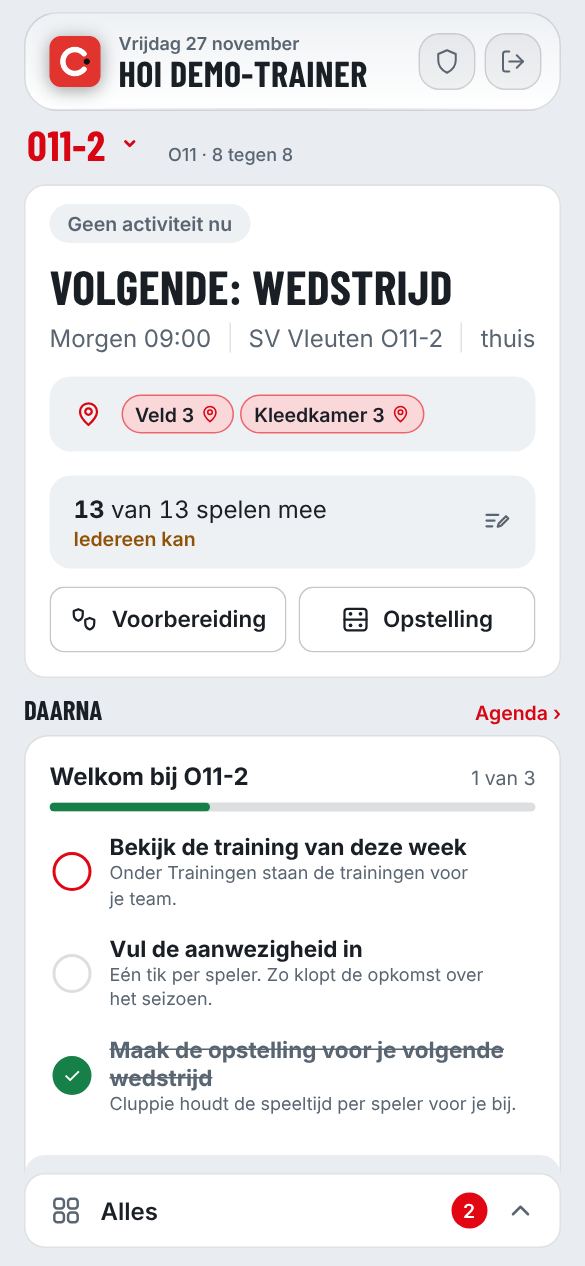 Vrijdag 27 november
HOI DEMO-TRAINER
O11-2
O11 · 8 tegen 8
Geen activiteit nu
VOLGENDE: WEDSTRIJD
Morgen 09:00 SV Vleuten O11-2 thuis
Veld 3 Kleedkamer 3
13 van 13 spelen mee
Iedereen kan
Voorbereiding Opstelling
DAARNA Agenda ›
Welkom bij O11-2 1 van 3
Bekijk de training van deze week
Onder Trainingen staan de trainingen voor
je team.
Vul de aanwezigheid in
Eén tik per speler. Zo klopt de opkomst over
het seizoen.
Maak de opstelling voor je volgende
wedstrijd
Cluppie houdt de speeltijd per speler voor je bij.
Alles 2